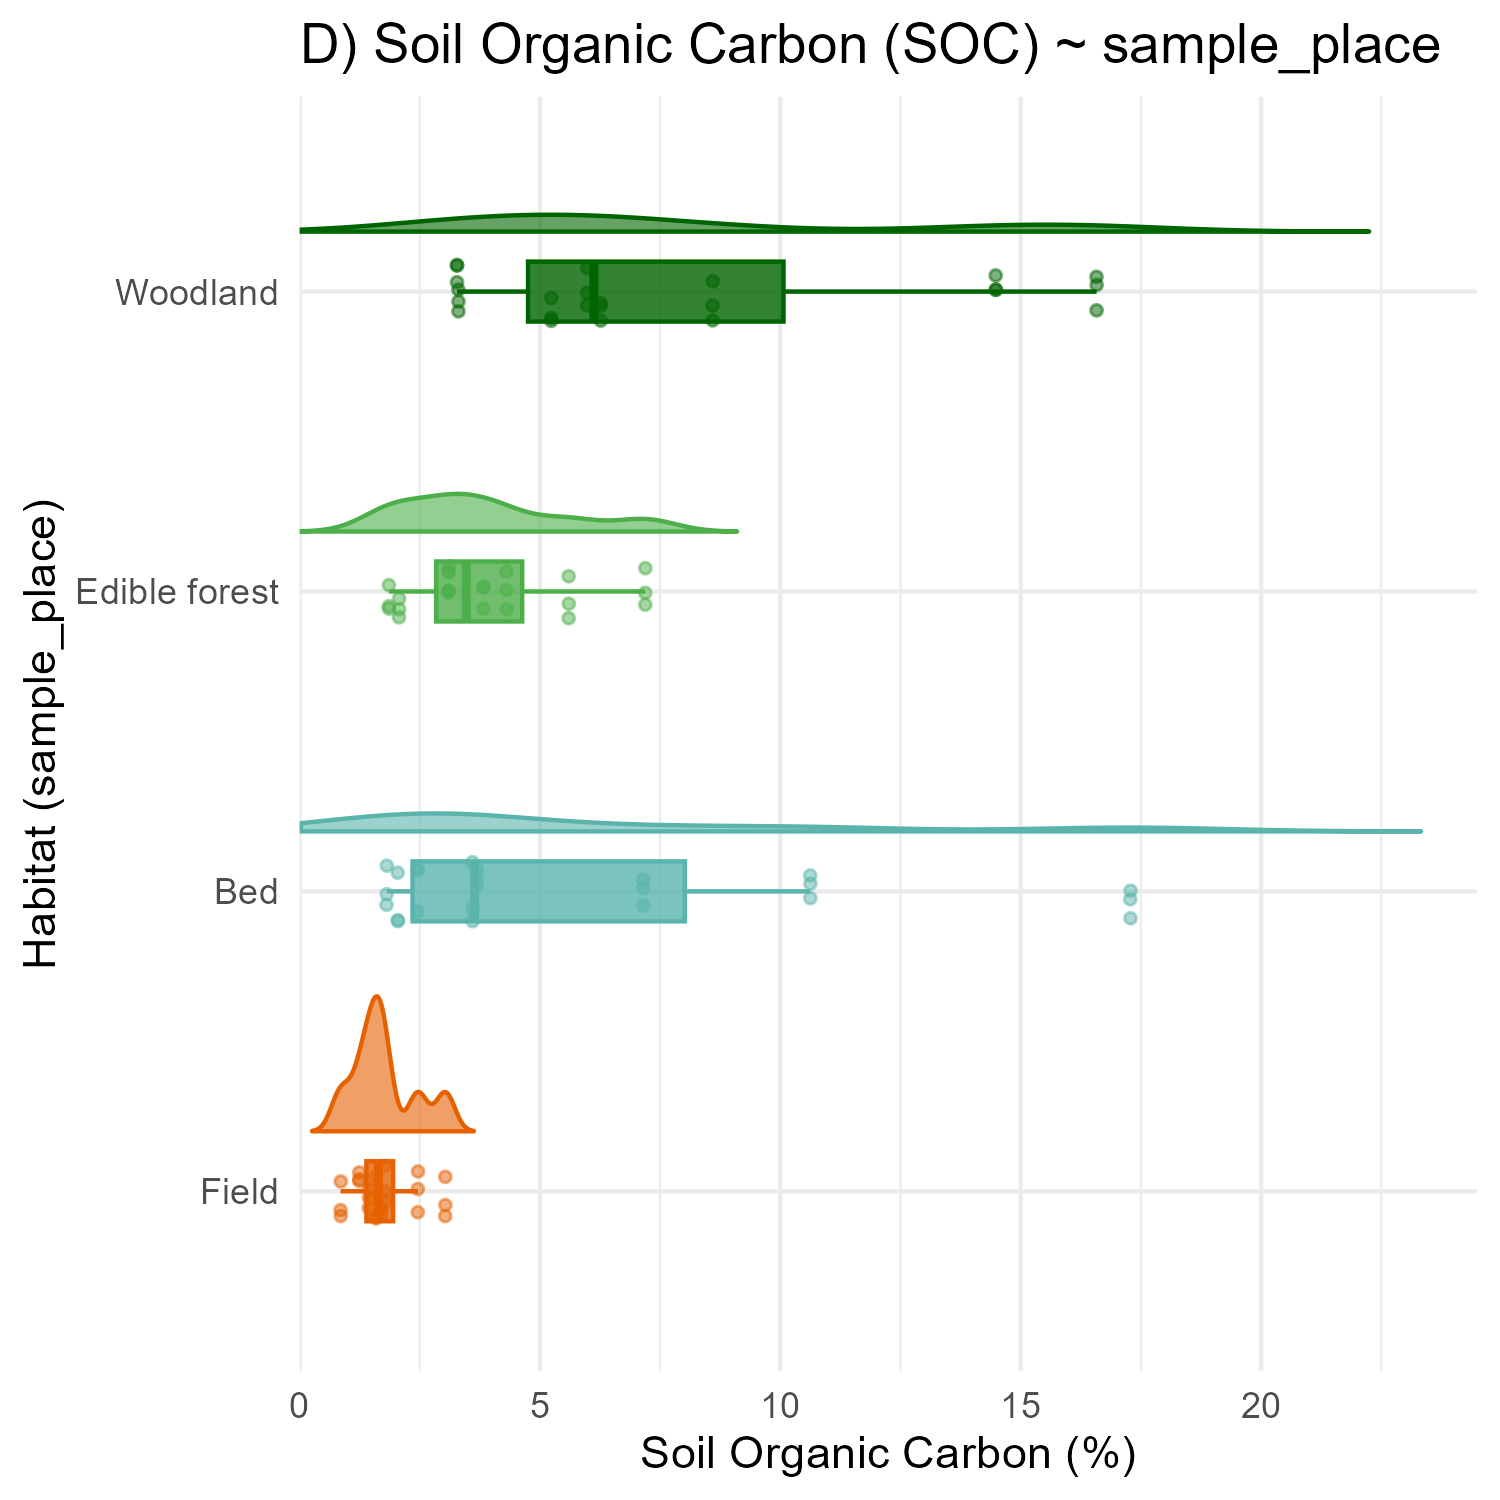 D) Soil Organic Carbon (SOC) ~ sample_place
Habitat (sample_place)
Woodland
Edible forest
Bed
Field
0 5 10 15 20
Soil Organic Carbon (%)